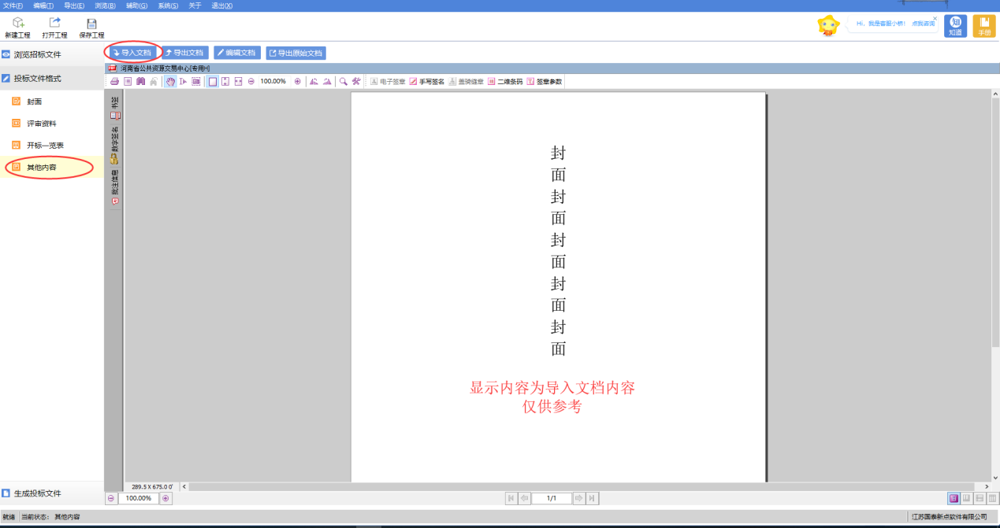 文件(F) 编辑(T) 导出(E) 浏览(B) 辅助(G) 系统(S) 关于 退出(X)
新建工程 打开工程 保存工程
Hi，我是客服小桥！ 点我咨询
知
知道
手册
浏览招标文件
导入文档 导出文档 编辑文档 导出原始文档
河南省公共资源交易中心[专用H]
投标文件格式
100.00% 电子签章 手写签名 盖骑缝章 二维条码 签章参数
封面
评审资料
开标一览表
其他内容
书签
数字签名
批注信息
封
面
封
面
封
面
封
面
封
面
显示内容为导入文档内容
仅供参考
289.5 X 675.0 ㎡
生成投标文件
100.00% 1/1
就绪 当前状态： 其他内容 江苏国泰新点软件有限公司